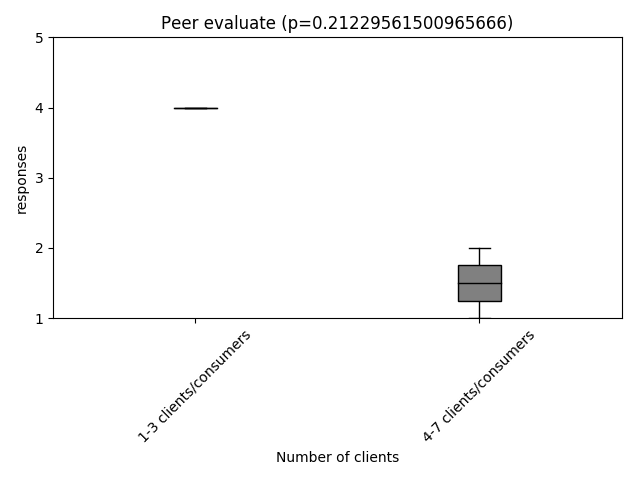 Peer evaluate (p=0.21229561500965666)
5
4
3
2
1
responses
1-3 clients/consumers
4-7 clients/consumers
Number of clients